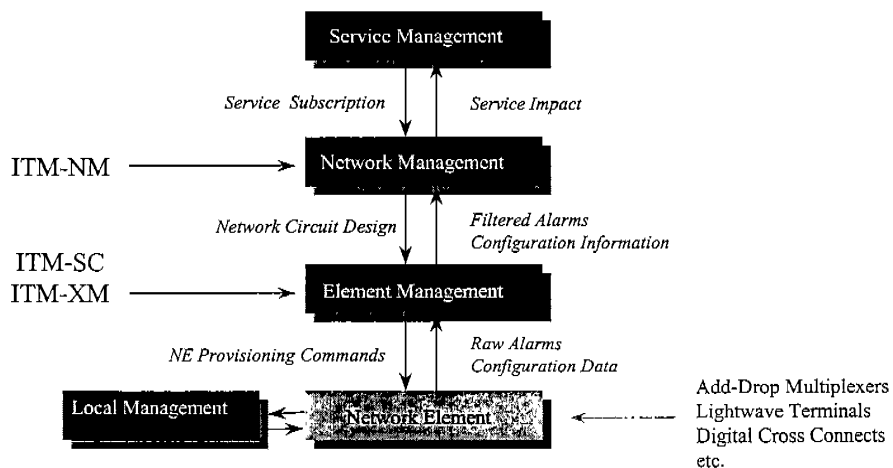 Service Management
Service Subscription
Service Impact
ITM-NM
Network Management
Network Circuit Design
Filtered Alarms
Configuration Information
ITM-SC
ITM-XM
Element Management
NE Provisioning Commands
Raw Alarms
Configuration Data
Local Management
Network Element
Add-Drop Multiplexers
Lightwave Terminals
Digital Cross Connects
etc.